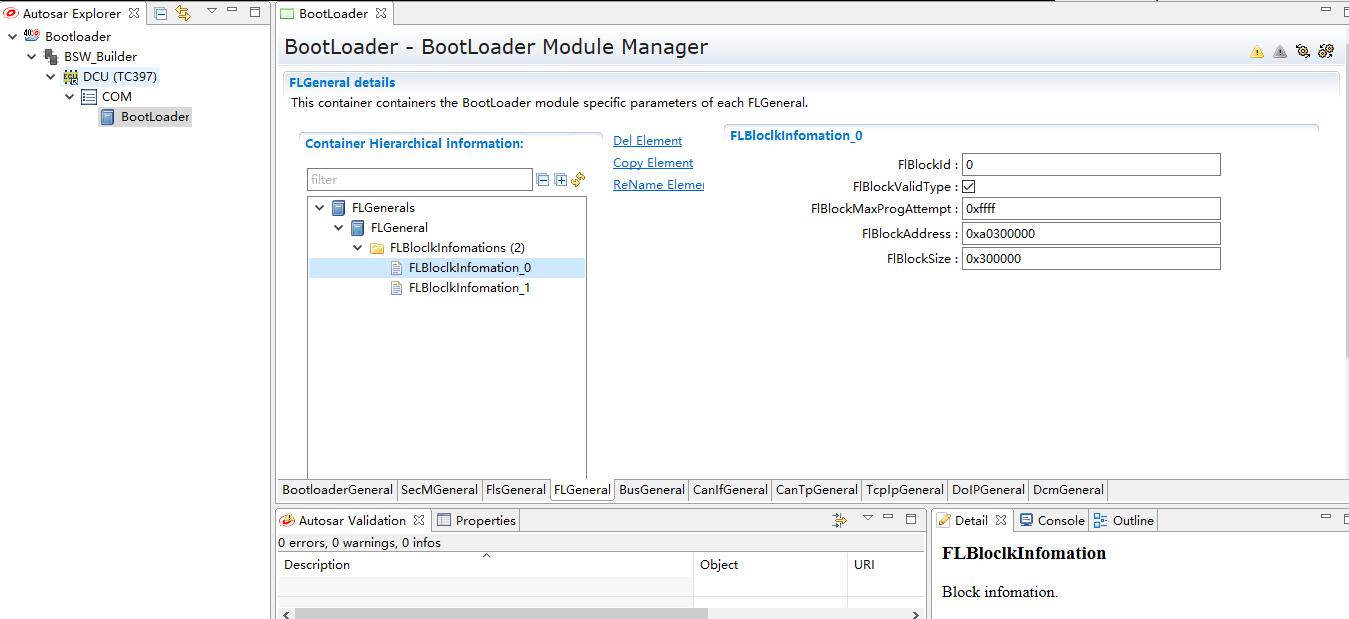 Autosar Explorer
Bootloader
BSW_Builder
DCU (TC397)
COM
BootLoader
BootLoader
BootLoader - BootLoader Module Manager
FLGeneral details
This container containers the BootLoader module specific parameters of each FLGeneral.
Container Hierarchical information:
filter
FLGenerals
FLGeneral
FLBloclkInfomations (2)
FLBloclkInfomation_0
FLBloclkInfomation_1
Del Element
Copy Element
ReName Elemen
FLBloclkInfomation_0
FlBlockId : 0
FlBlockValidType :
FlBlockMaxProgAttempt : 0xffff
FlBlockAddress : 0xa0300000
FlBlockSize : 0x300000
BootloaderGeneral SecMGeneral FlsGeneral FLGeneral BusGeneral CanIfGeneral CanTpGeneral TcpIpGeneral DoIPGeneral DcmGeneral
Autosar Validation Properties
0 errors, 0 warnings, 0 infos
Description Object URI
Detail Console Outline
FLBloclkInfomation
Block infomation.